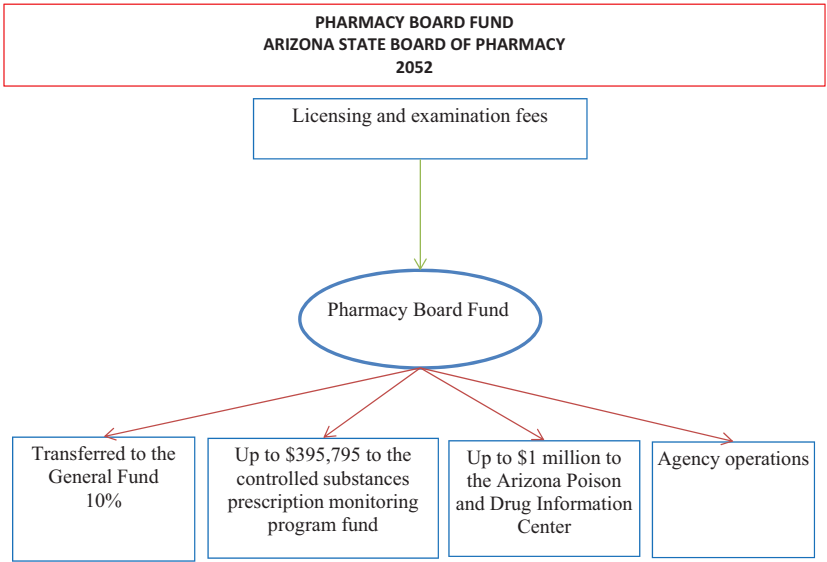 PHARMACY BOARD FUND
ARIZONA STATE BOARD OF PHARMACY
2052
Licensing and examination fees
Pharmacy Board Fund
Transferred to the
General Fund
10%
Up to $395,795 to the
controlled substances
prescription monitoring
program fund
Up to $1 million to
the Arizona Poison
and Drug Information
Center
Agency operations